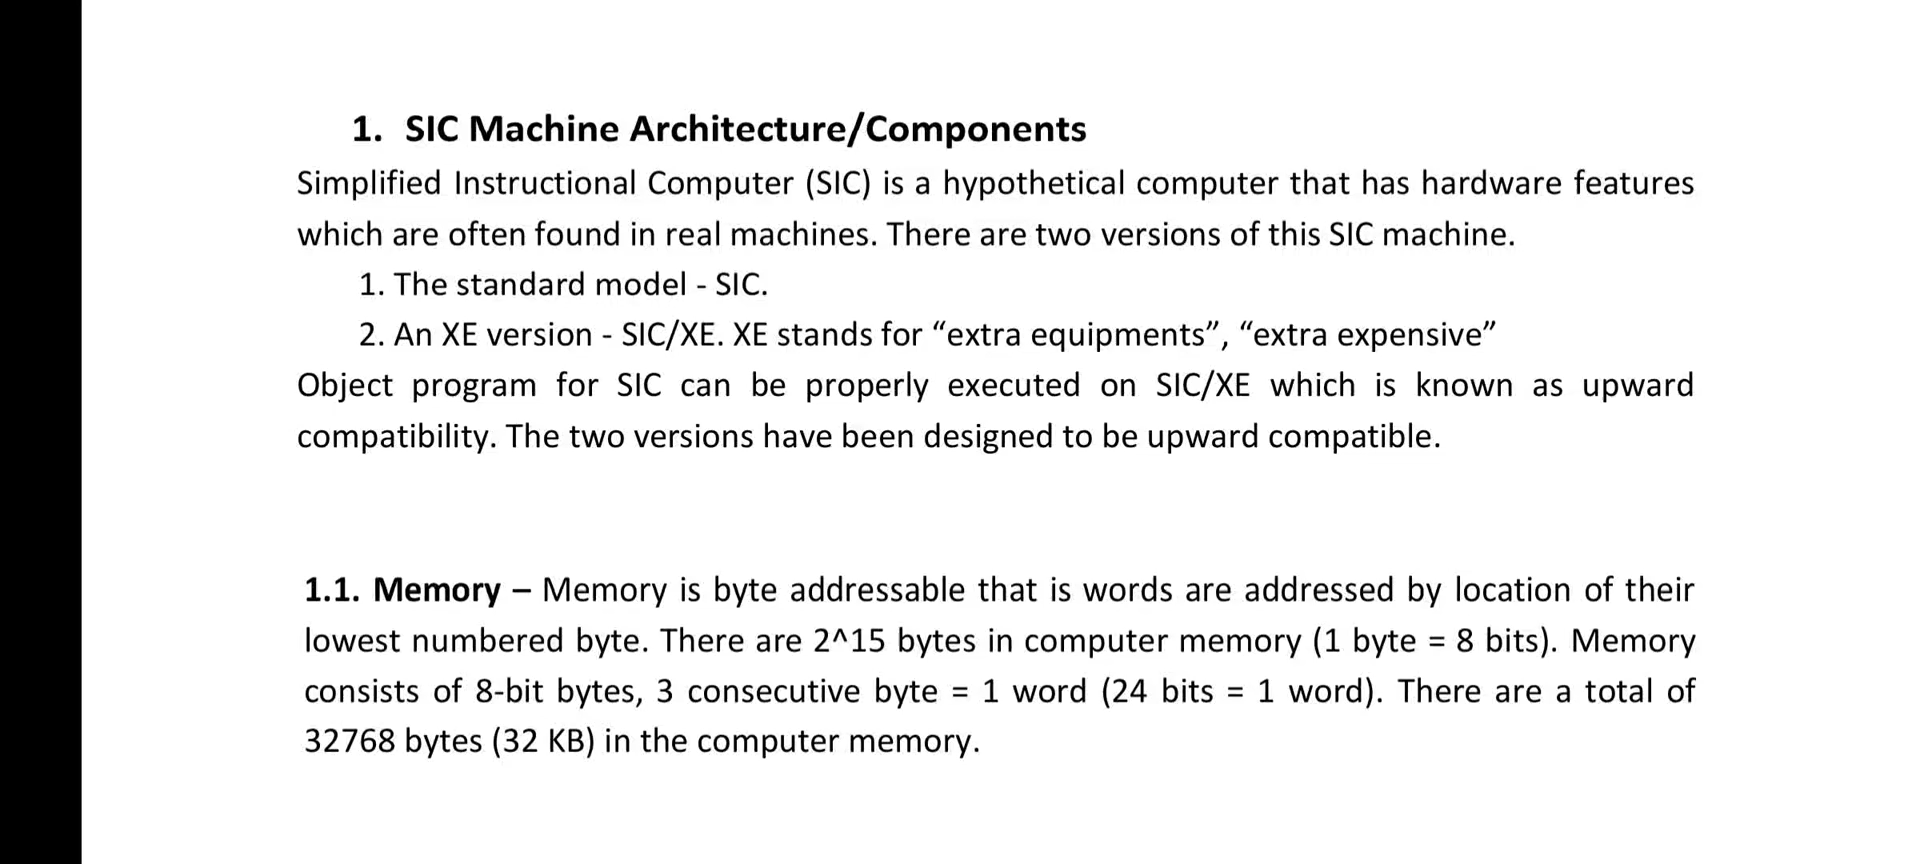 1. SIC Machine Architecture/Components
Simplified Instructional Computer (SIC) is a hypothetical computer that has hardware features
which are often found in real machines. There are two versions of this SIC machine.
1. The standard model - SIC.
2. An XE version - SIC/XE. XE stands for “extra equipments”, “extra expensive”
Object program for SIC can be properly executed on SIC/XE which is known as upward
compatibility. The two versions have been designed to be upward compatible.
1.1. Memory – Memory is byte addressable that is words are addressed by location of their
lowest numbered byte. There are 2^15 bytes in computer memory (1 byte = 8 bits). Memory
consists of 8-bit bytes, 3 consecutive byte = 1 word (24 bits = 1 word). There are a total of
32768 bytes (32 KB) in the computer memory.